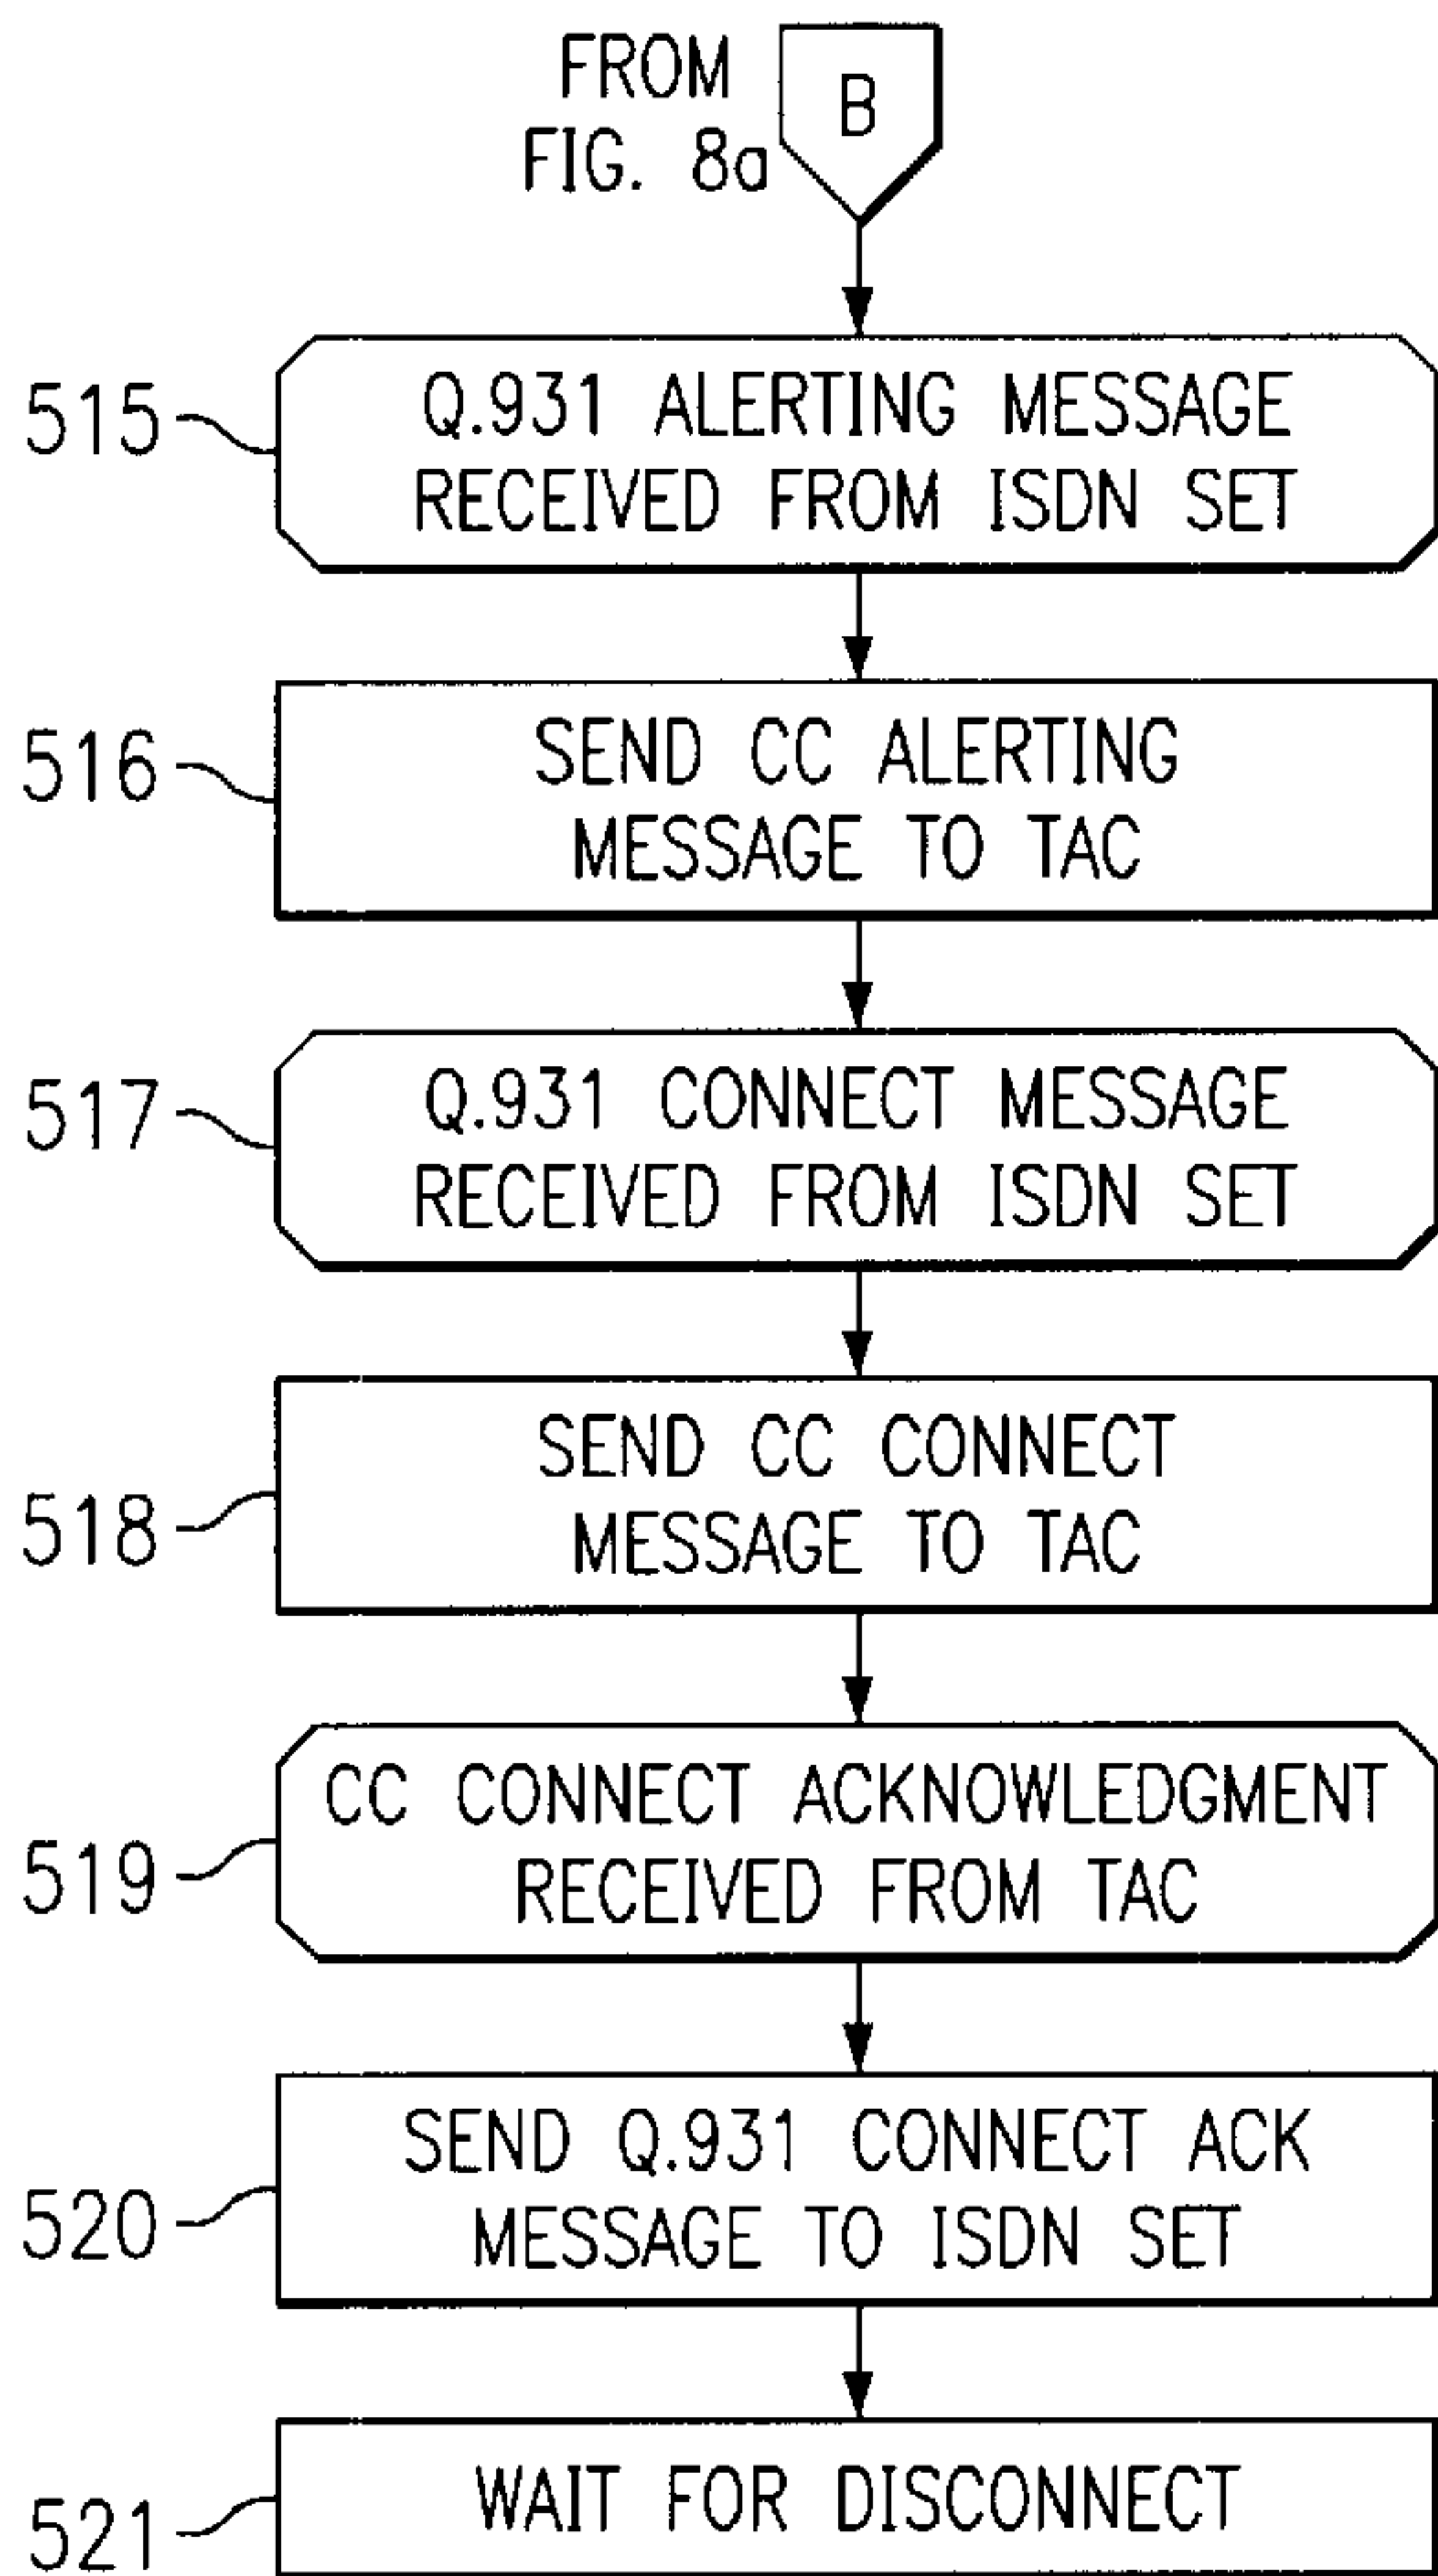 FROM
FIG. 8a
B
515
Q.931 ALERTING MESSAGE
RECEIVED FROM ISDN SET
516
SEND CC ALERTING
MESSAGE TO TAC
517
Q.931 CONNECT MESSAGE
RECEIVED FROM ISDN SET
518
SEND CC CONNECT
MESSAGE TO TAC
519
CC CONNECT ACKNOWLEDGMENT
RECEIVED FROM TAC
520
SEND Q.931 CONNECT ACK
MESSAGE TO ISDN SET
521
WAIT FOR DISCONNECT